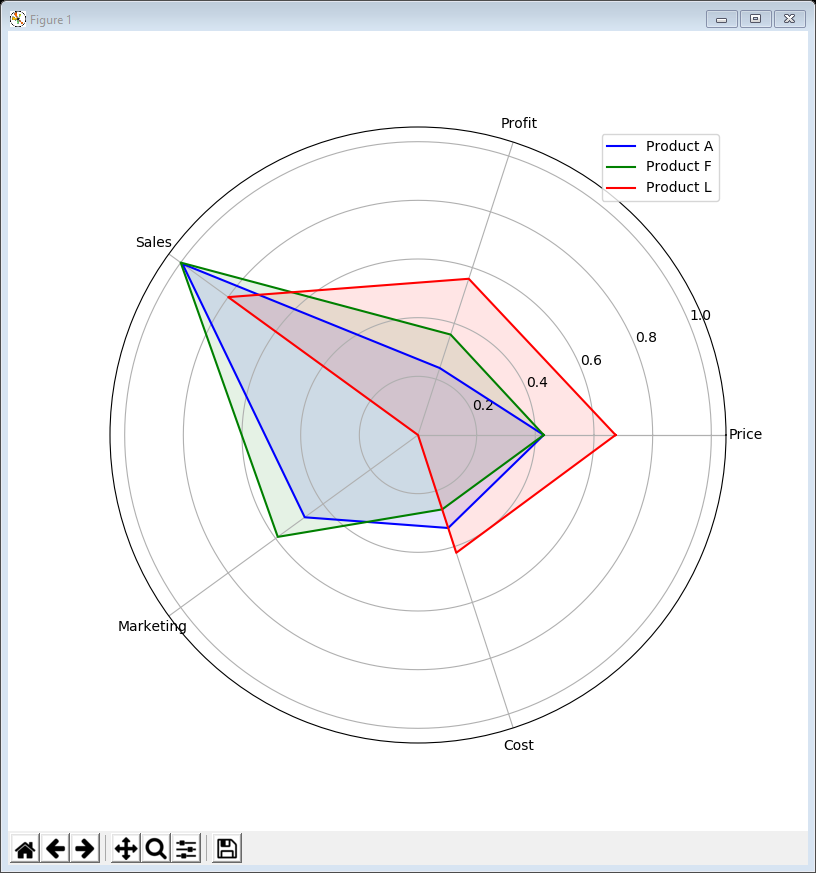 Figure 1
Profit
Product A
Product F
Product L
Sales
1.0
0.8
0.6
0.4
0.2
Price
Marketing
Cost